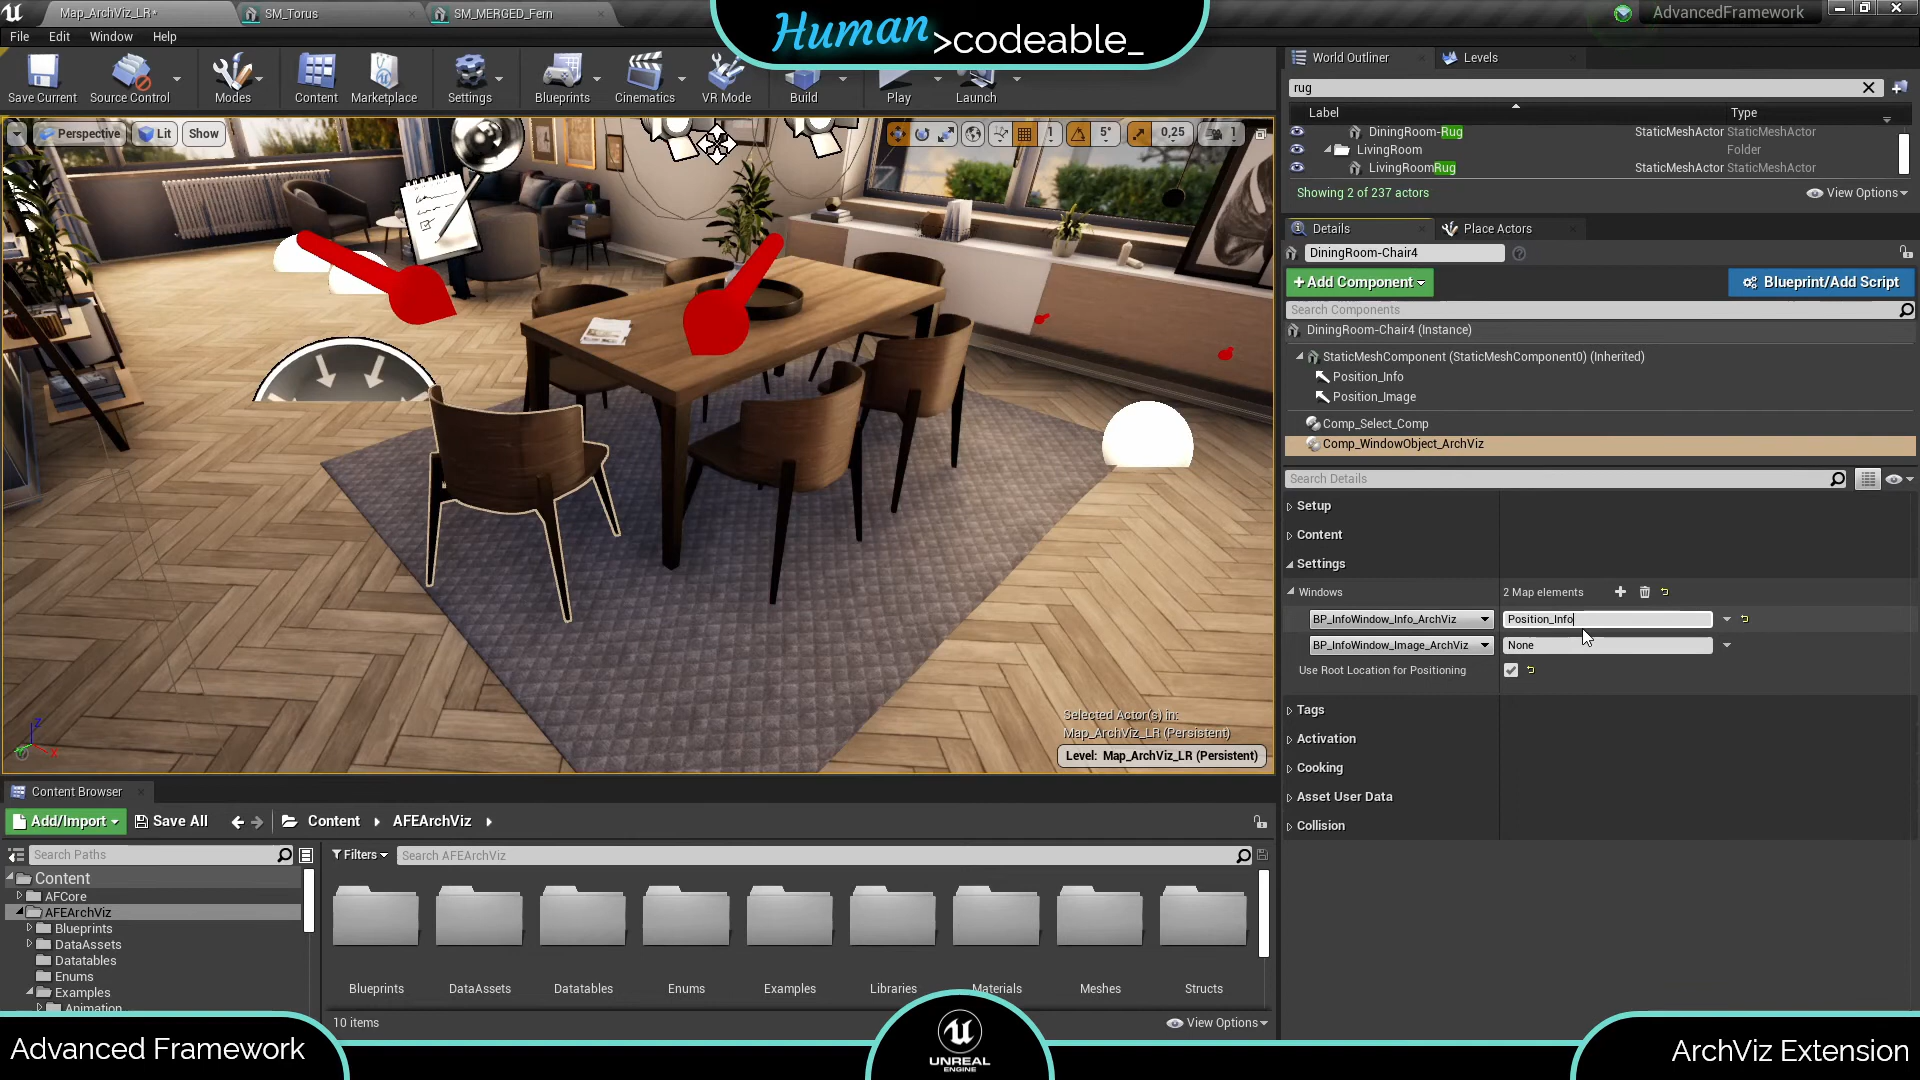 Map_ArchViz_LR*
SM_Torus
SM_MERGED_Fern
AdvancedFramework
Human >codeable_
File Edit Window Help
Save Current
Source Control
Modes
Content
Marketplace
Settings
Blueprints
Cinematics
VR Mode
Build
Play
Launch
Perspective
Lit
Show
1
5°
0,25
1
World Outliner
Levels
rug
Label
Type
DiningRoom-Rug StaticMeshActor StaticMeshActor
LivingRoom Folder
LivingRoomRug StaticMeshActor StaticMeshActor
Showing 2 of 237 actors
View Options
Details
Place Actors
DiningRoom-Chair4
+Add Component
Blueprint/Add Script
Search Components
DiningRoom-Chair4 (Instance)
StaticMeshComponent (StaticMeshComponent0) (Inherited)
Position_Info
Position_Image
Comp_Select_Comp
Comp_WindowObject_ArchViz
Search Details
Setup
Content
Settings
Windows
2 Map elements
BP_InfoWindow_Info_ArchViz
Position_Info
BP_InfoWindow_Image_ArchViz
None
Use Root Location for Positioning
Tags
Activation
Cooking
Asset User Data
Collision
Selected Actor(s) in:
Map_ArchViz_LR (Persistent)
Level: Map_ArchViz_LR (Persistent)
Z
X
Content Browser
Add/Import
Save All
Content
AFEArchViz
Search Paths
Filters
Search AFEArchViz
Content
AFCore
AFEArchViz
Blueprints
DataAssets
Datatables
Enums
Examples
Animation
Blueprints
DataAssets
Datatables
Enums
Examples
Libraries
Materials
Meshes
Structs
10 items
View Options
Advanced Framework
UNREAL
ENGINE
ArchViz Extension